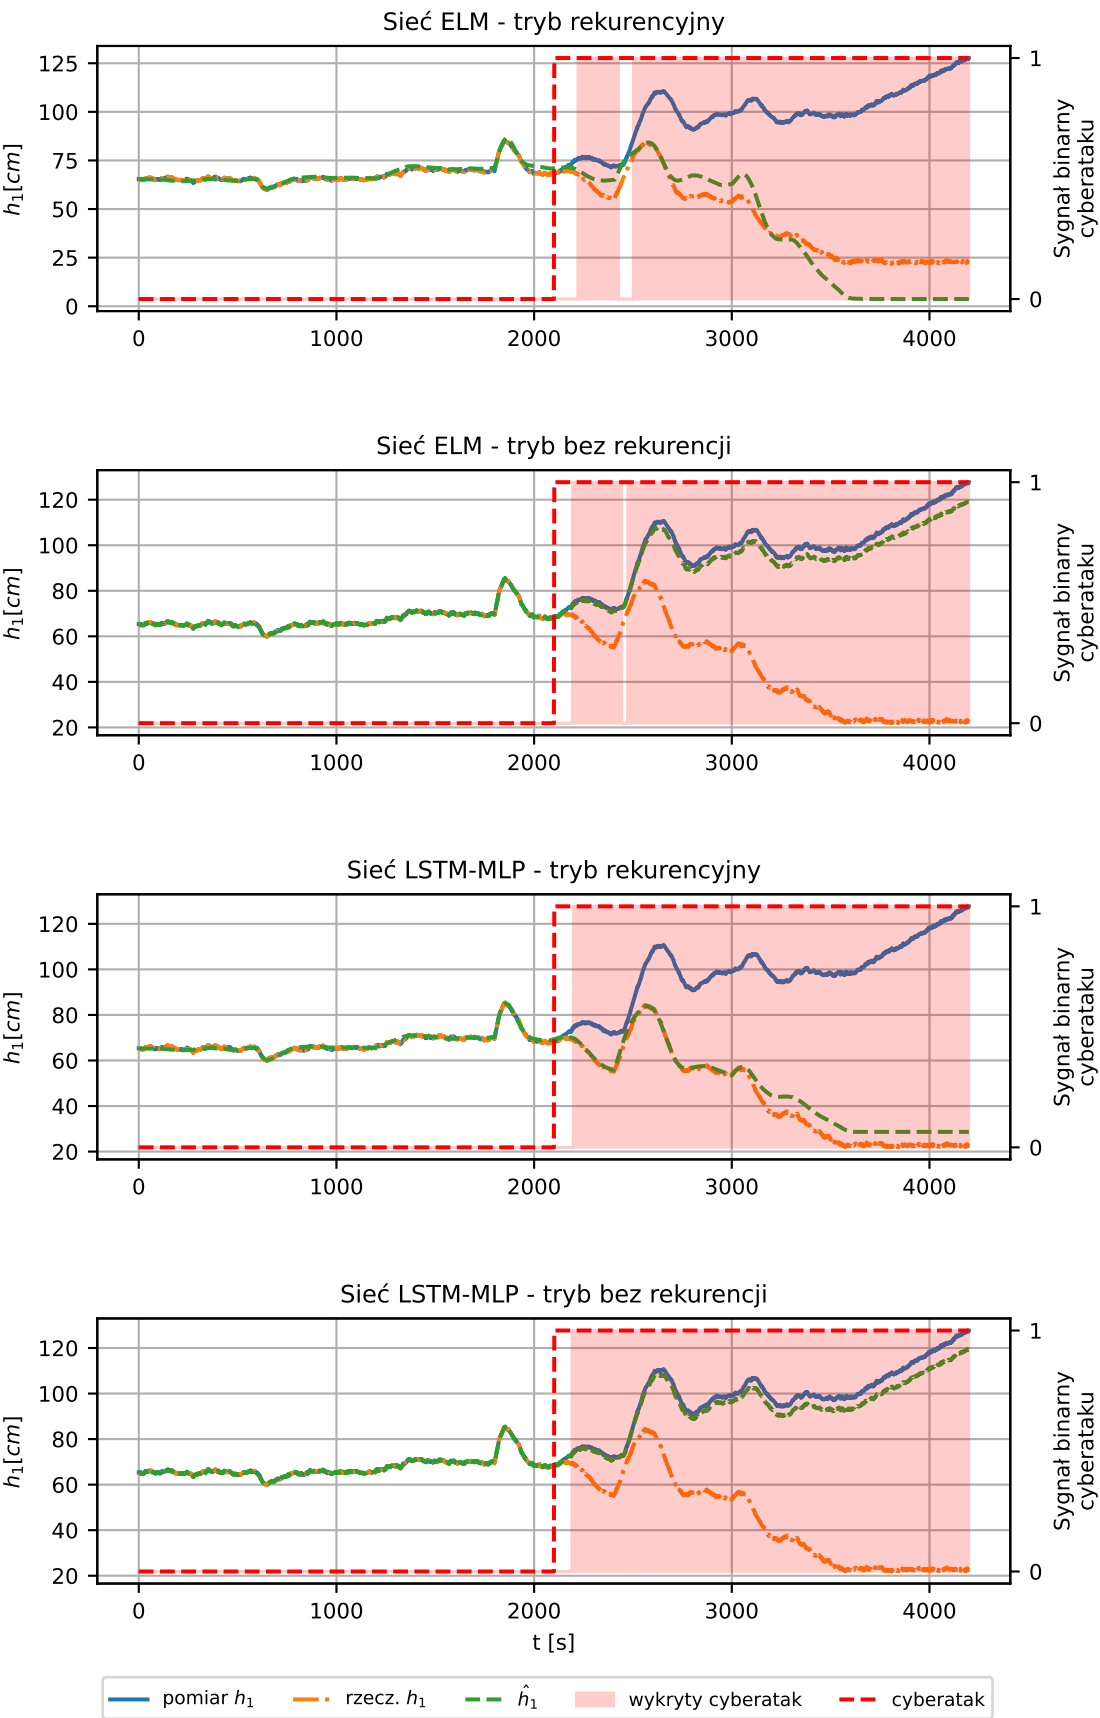 Sieć ELM - tryb rekurencyjny
125
100
75
50
25
0
h₁[cm]
1
0
Sygnał binarny
cyberataku
0 1000 2000 3000 4000
Sieć ELM - tryb bez rekurencji
120
100
80
60
40
20
h₁[cm]
1
0
Sygnał binarny
cyberataku
0 1000 2000 3000 4000
Sieć LSTM-MLP - tryb rekurencyjny
120
100
80
60
40
20
h₁[cm]
1
0
Sygnał binarny
cyberataku
0 1000 2000 3000 4000
Sieć LSTM-MLP - tryb bez rekurencji
120
100
80
60
40
20
h₁[cm]
1
0
Sygnał binarny
cyberataku
0 1000 2000 3000 4000
t [s]
pomiar h₁ rzecz. h₁ ĥ₁ wykryty cyberatak cyberatak